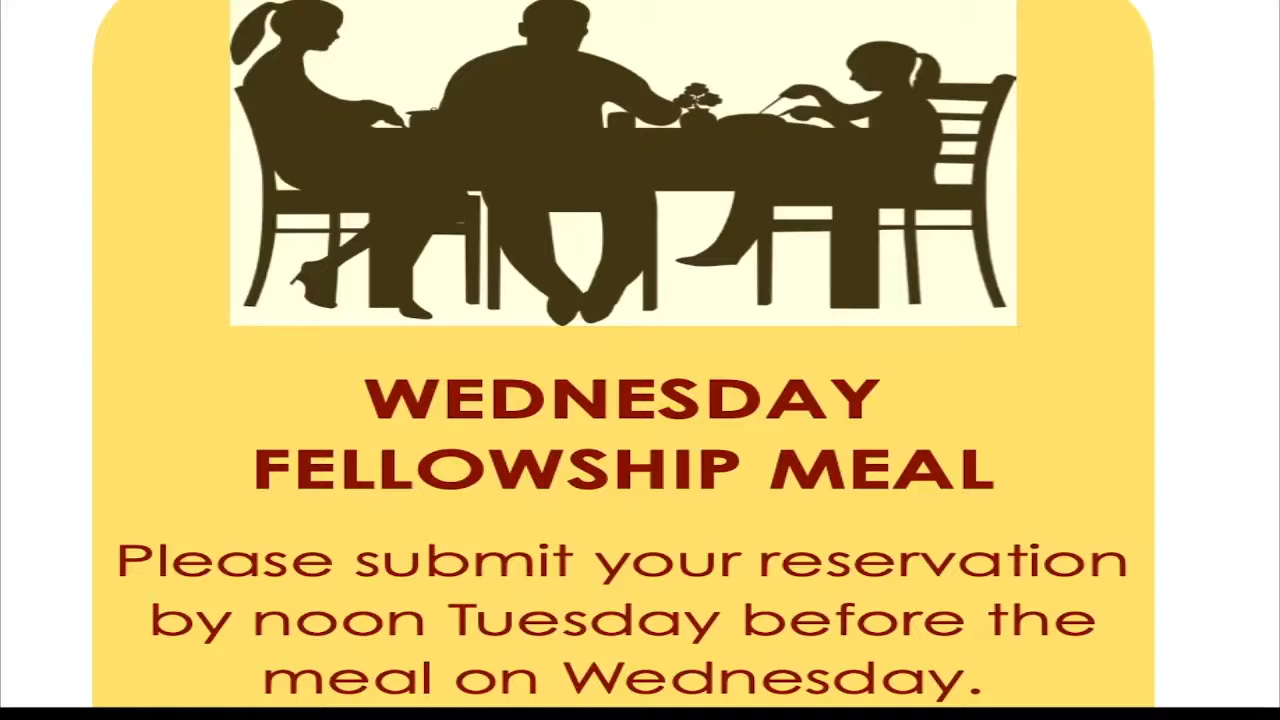 WEDNESDAY
FELLOWSHIP MEAL
Please submit your reservation
by noon Tuesday before the
meal on Wednesday.